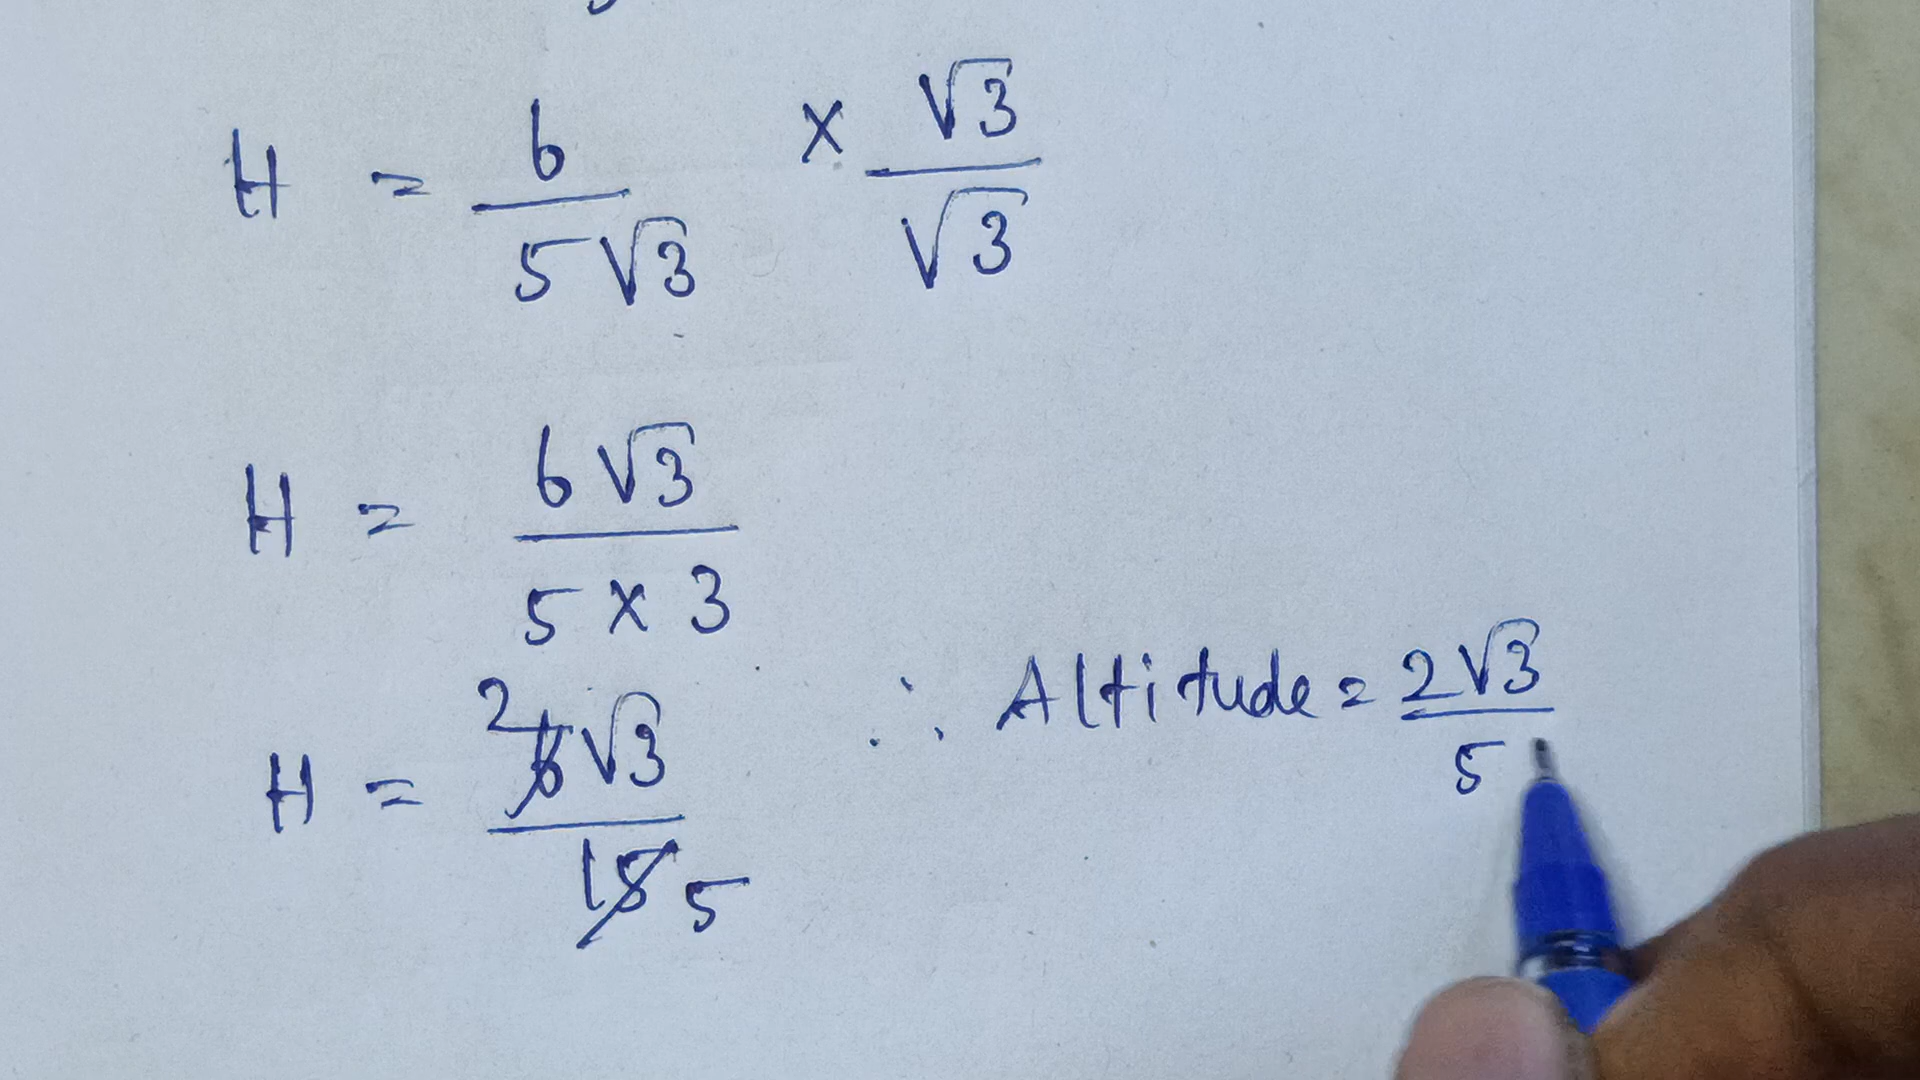 H = 6/5√3 × √3/√3
H = 6√3/5 × 3
H = 2 6√3/15 5
∴ Altitude = 2√3/5